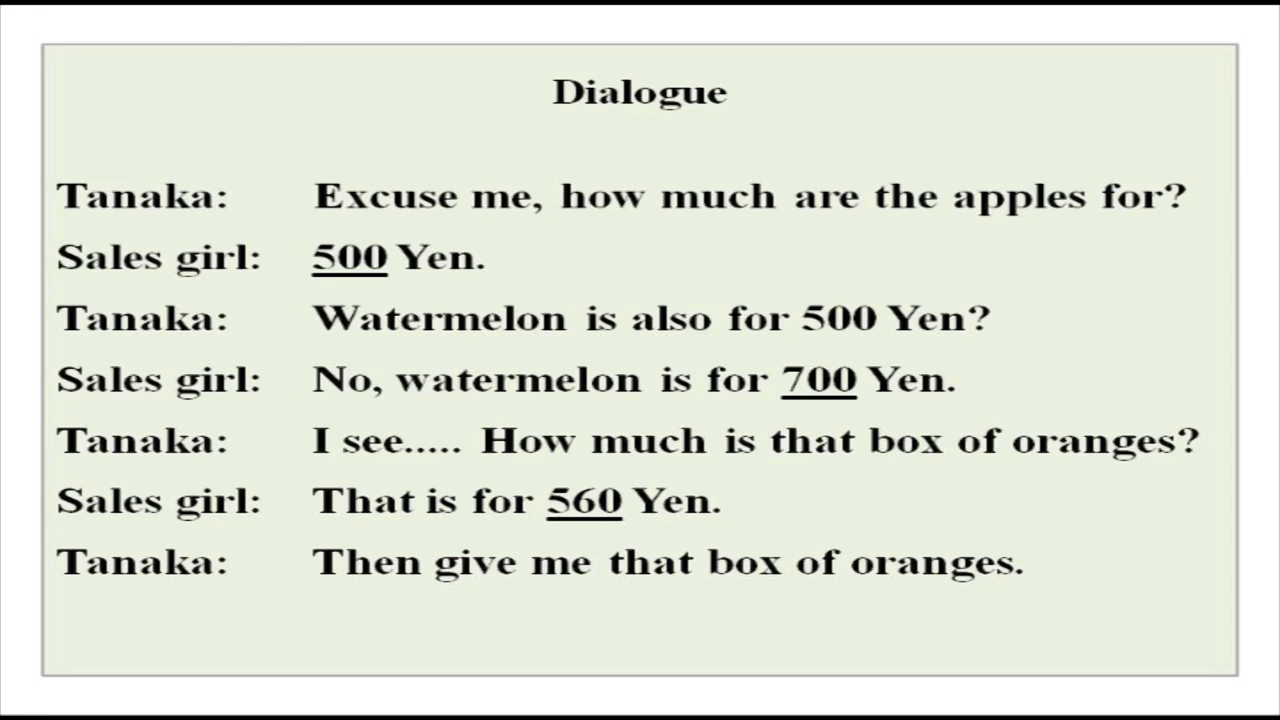 Dialogue
Tanaka: Excuse me, how much are the apples for?
Sales girl: 500 Yen.
Tanaka: Watermelon is also for 500 Yen?
Sales girl: No, watermelon is for 700 Yen.
Tanaka: I see..... How much is that box of oranges?
Sales girl: That is for 560 Yen.
Tanaka: Then give me that box of oranges.